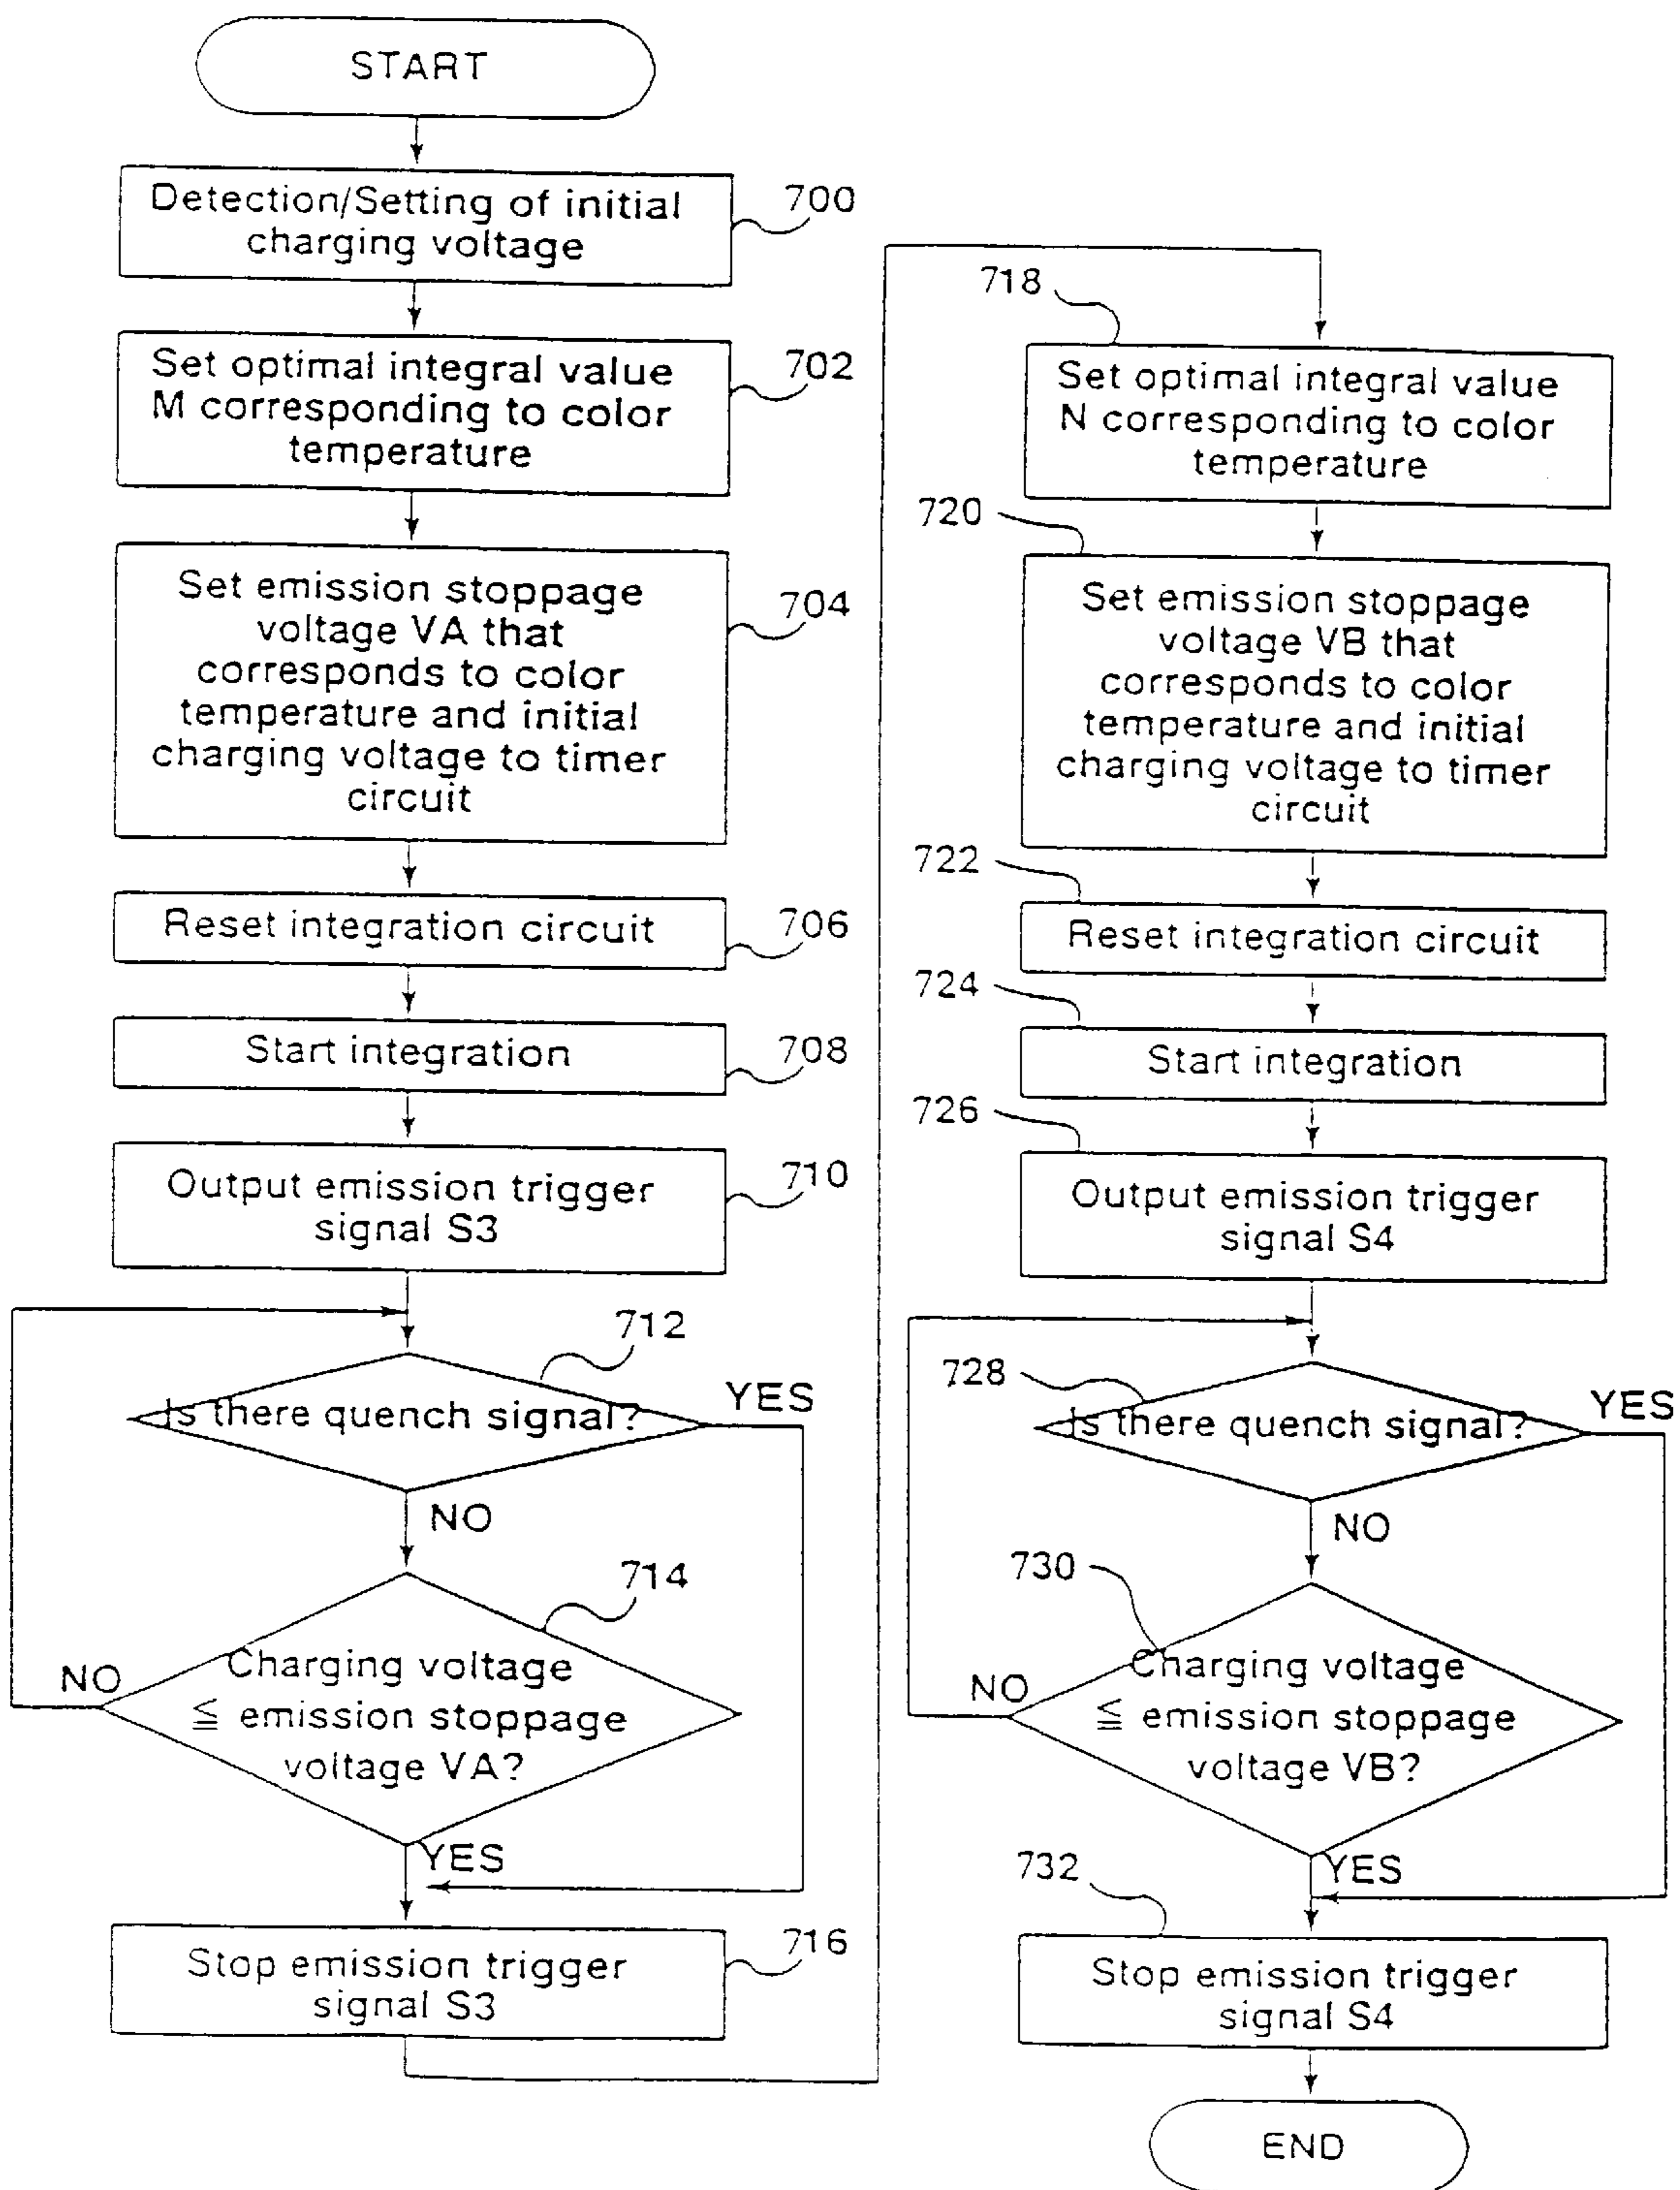 START
Detection/Setting of initial
charging voltage
700
Set optimal integral value
M corresponding to color
temperature
702
Set emission stoppage
voltage VA that
corresponds to color
temperature and initial
charging voltage to timer
circuit
704
Reset integration circuit
706
Start integration
708
Output emission trigger
signal S3
710
712
Is there quench signal?
YES
NO
714
Charging voltage
≦ emission stoppage
voltage VA?
NO
YES
Stop emission trigger
signal S3
716
718
Set optimal integral value
N corresponding to color
temperature
720
Set emission stoppage
voltage VB that
corresponds to color
temperature and initial
charging voltage to timer
circuit
722
Reset integration circuit
724
Start integration
726
Output emission trigger
signal S4
728
Is there quench signal?
YES
NO
730
Charging voltage
≦ emission stoppage
voltage VB?
NO
YES
732
Stop emission trigger
signal S4
END